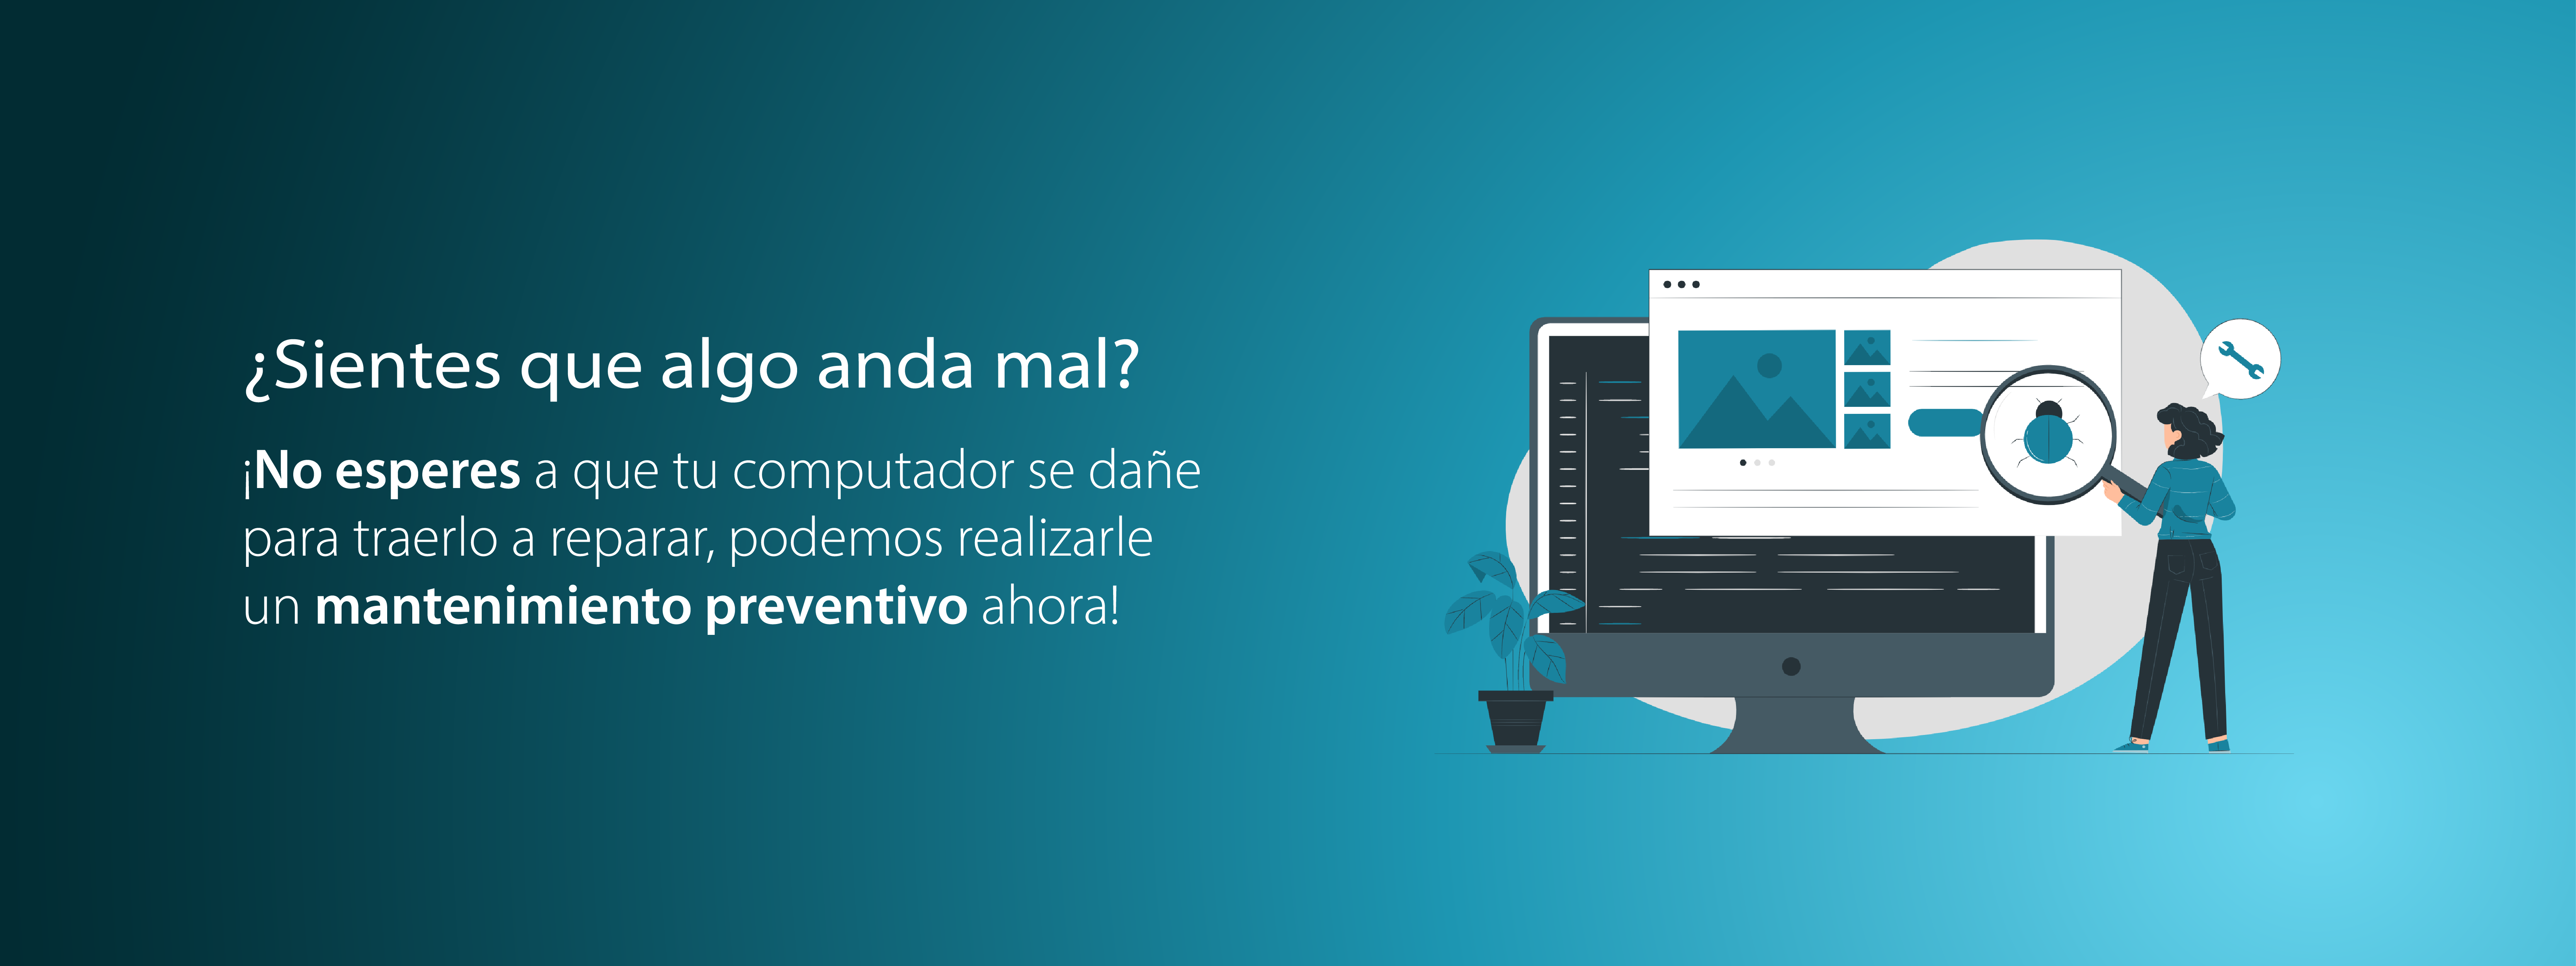 ¿Sientes que algo anda mal?
¡No esperes a que tu computador se dañe
para traerlo a reparar, podemos realizarle
un mantenimiento preventivo ahora!